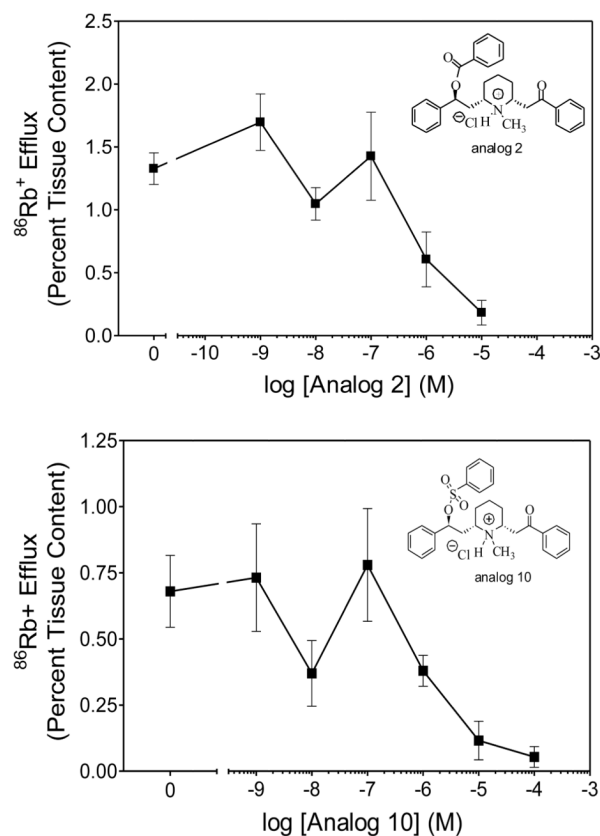 2.5
2.0
1.5
1.0
0.5
0.0
⁸⁶Rb⁺ Efflux
(Percent Tissue Content)
O
O
O
N
⊖Cl H CH₃
analog 2
0 -10 -9 -8 -7 -6 -5 -4 -3
log [Analog 2] (M)
1.25
1.00
0.75
0.50
0.25
0.00
⁸⁶Rb+ Efflux
(Percent Tissue Content)
O
S
O
O
O
N
⊖Cl H CH₃
analog 10
0 -9 -8 -7 -6 -5 -4 -3
log [Analog 10] (M)